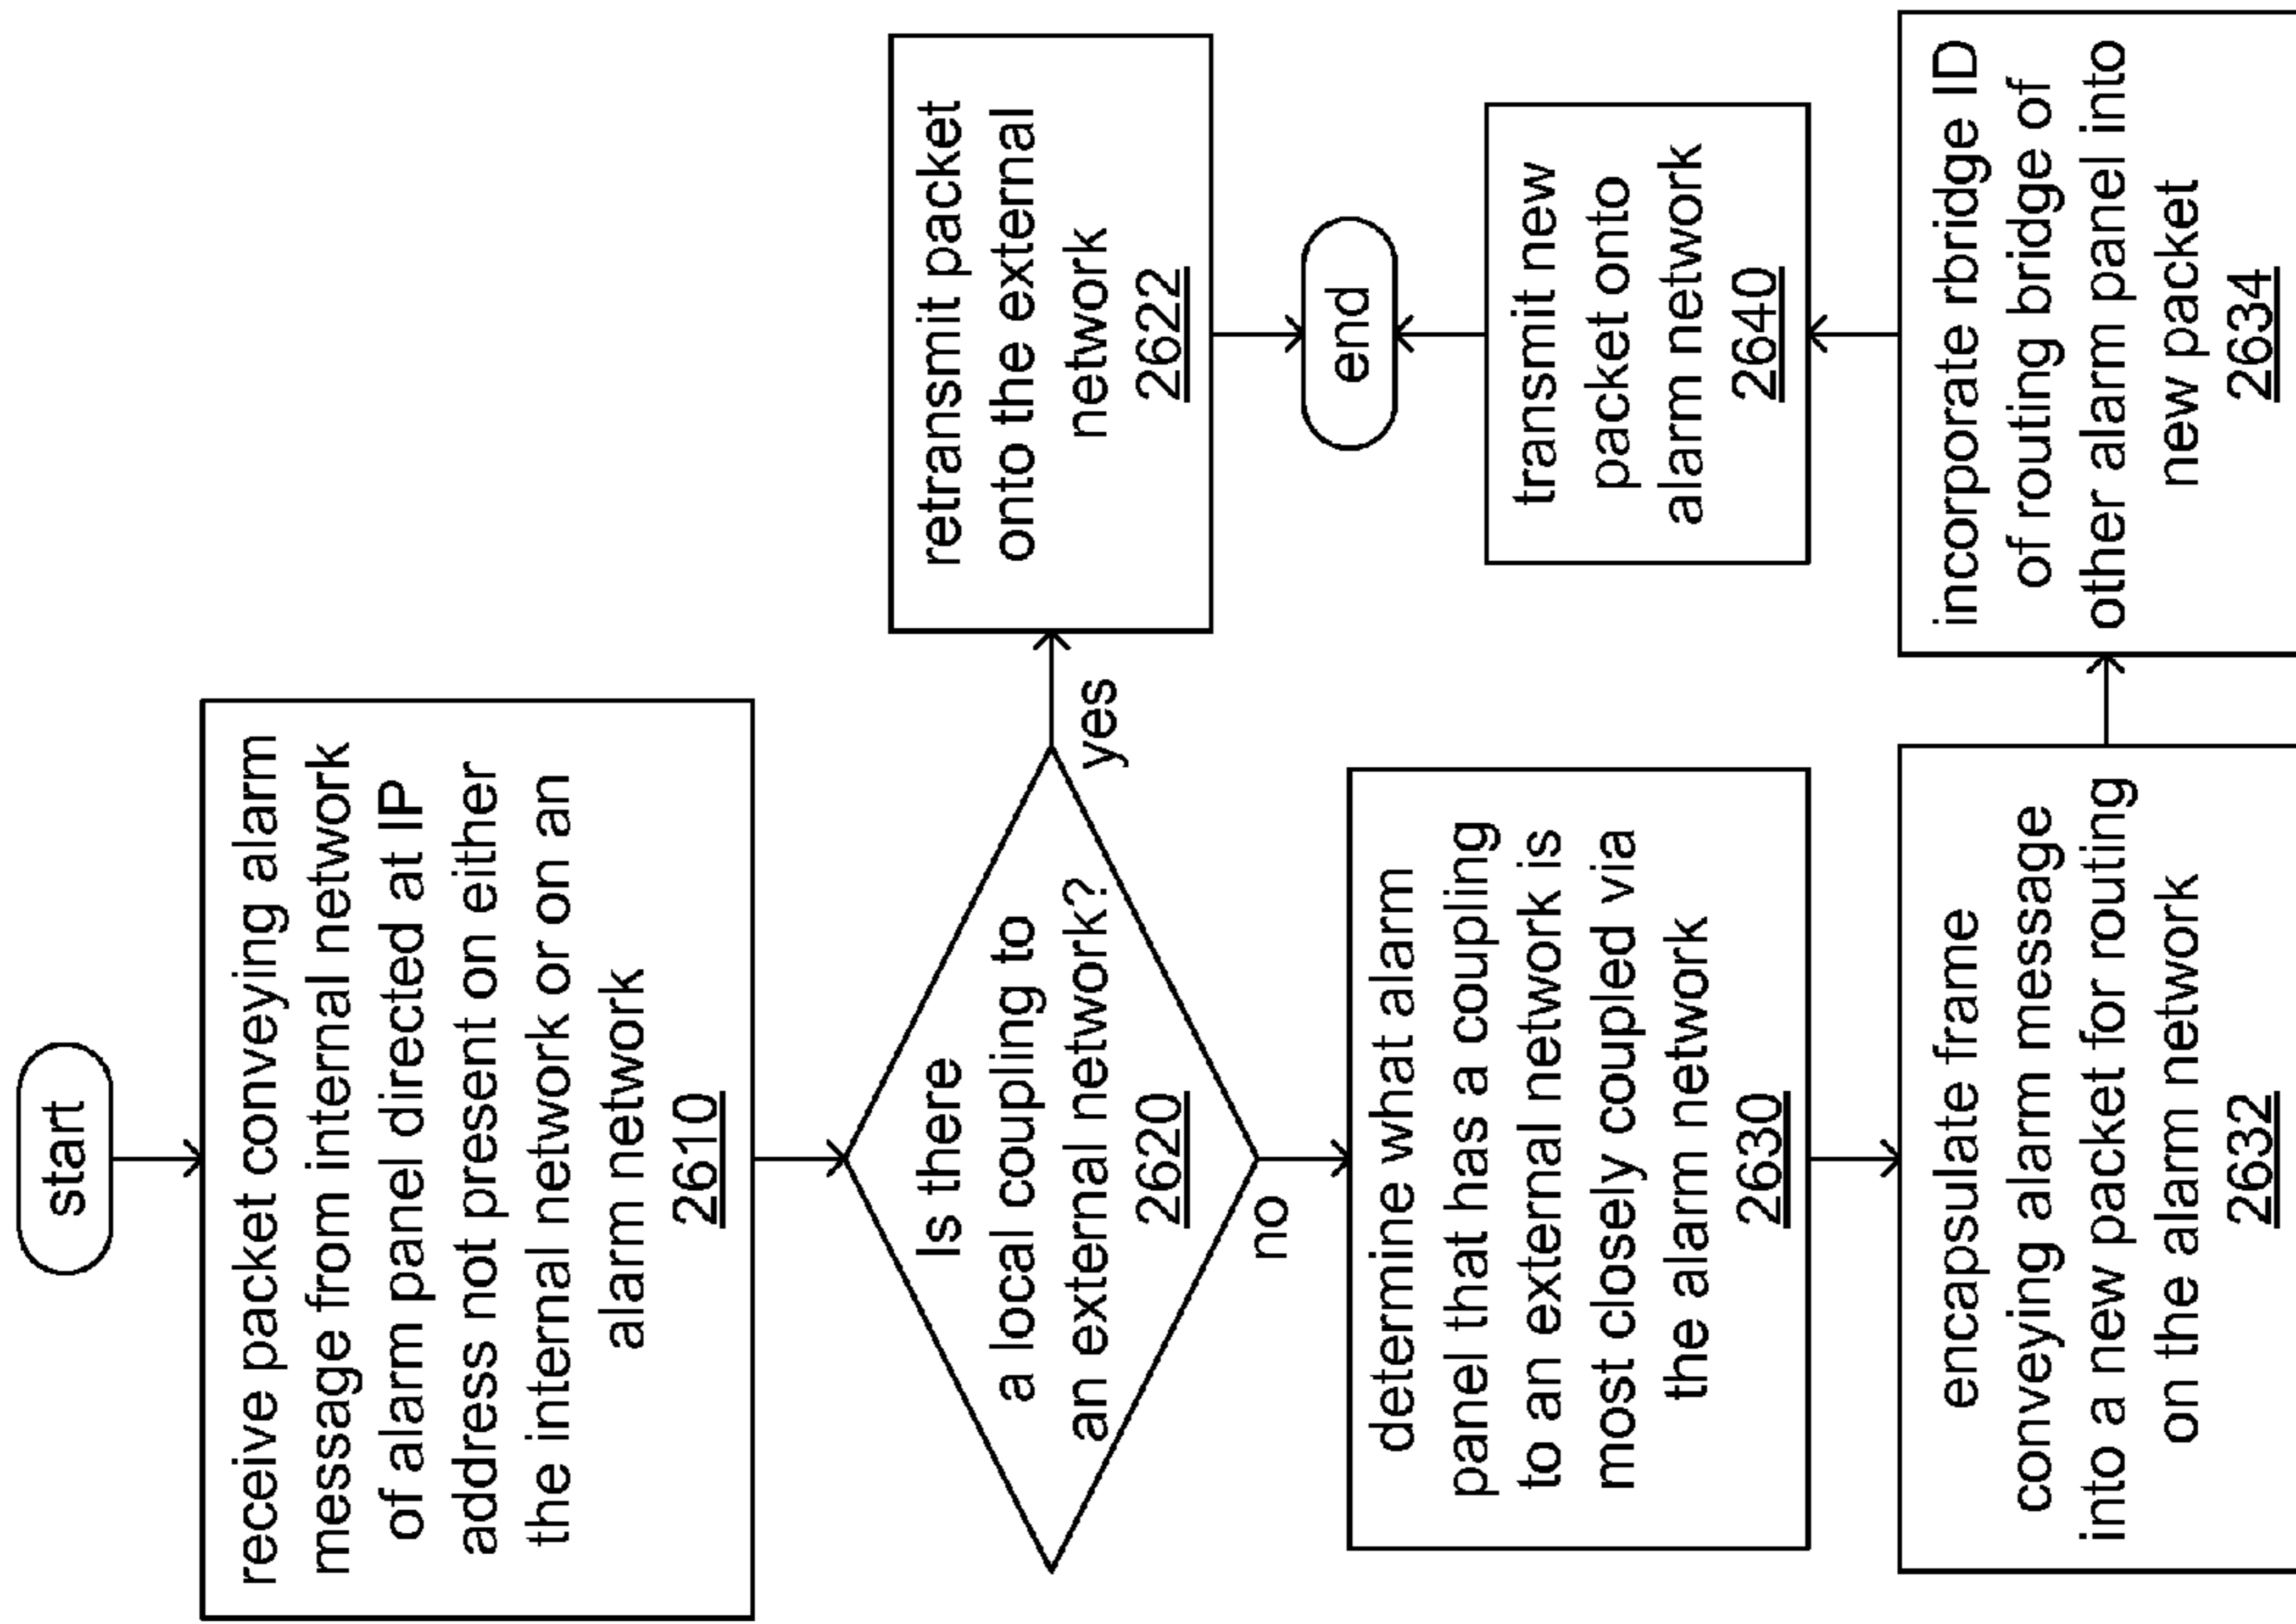 start
receive packet conveying alarm
message from internal network
of alarm panel directed at IP
address not present on either
the internal network or on an
alarm network
2610
Is there
a local coupling to
an external network?
2620
yes
no
retransmit packet
onto the external
network
2622
determine what alarm
panel that has a coupling
to an external network is
most closely coupled via
the alarm network
2630
encapsulate frame
conveying alarm message
into a new packet for routing
on the alarm network
2632
incorporate rbridge ID
of routing bridge of
other alarm panel into
new packet
2634
transmit new
packet onto
alarm network
2640
end